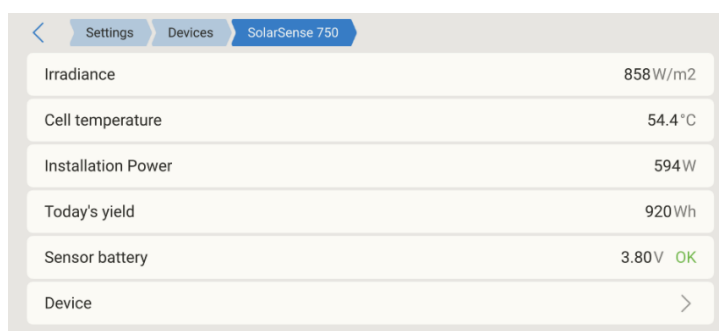 Settings Devices SolarSense 750
Irradiance 858W/m2
Cell temperature 54.4°C
Installation Power 594W
Today's yield 920Wh
Sensor battery 3.80V OK
Device